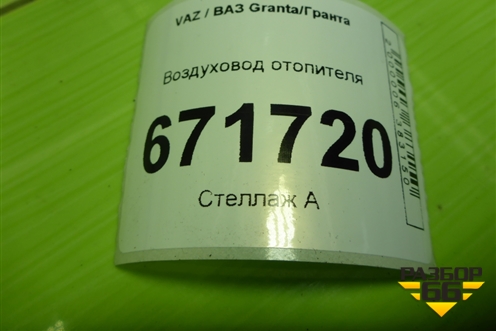 VAZ / ВАЗ Granta/Гранта
Воздуховод отопителя
671720
Стеллаж А
РАЗБОР
66